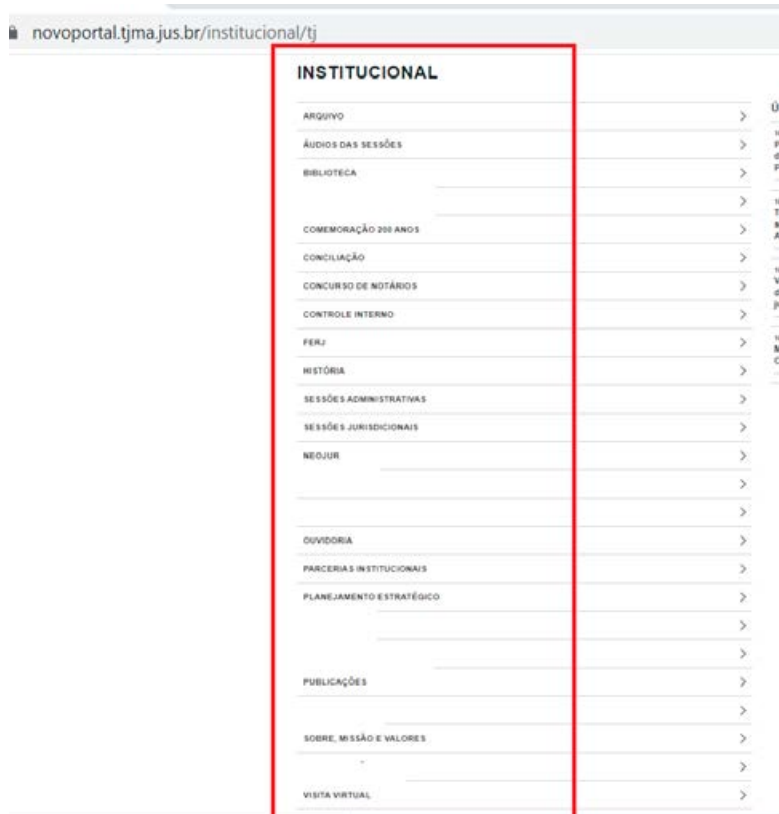 novoportal.tjma.jus.br/institucional/tj
INSTITUCIONAL
ARQUIVO
ÁUDIOS DAS SESSÕES
BIBLIOTECA
COMEMORAÇÃO 200 ANOS
CONCILIAÇÃO
CONCURSO DE NOTÁRIOS
CONTROLE INTERNO
FERJ
HISTÓRIA
SESSÕES ADMINISTRATIVAS
SESSÕES JURISDICIONAIS
NEOJUR
OUVIDORIA
PARCERIAS INSTITUCIONAIS
PLANEJAMENTO ESTRATÉGICO
PUBLICAÇÕES
SOBRE, MISSÃO E VALORES
VISITA VIRTUAL